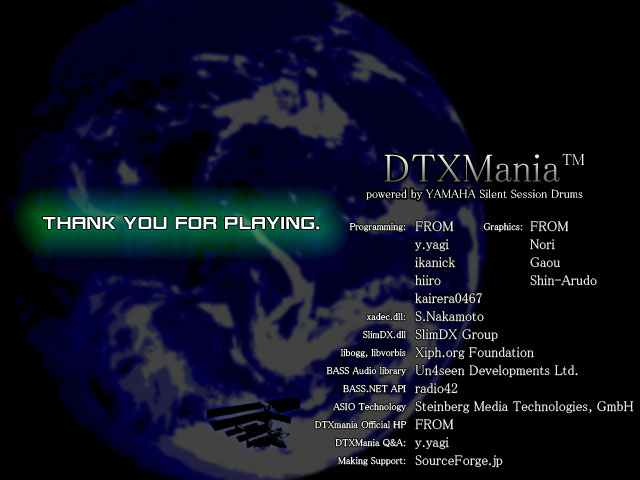 DTXMania™
powered by YAMAHA Silent Session Drums
THANK YOU FOR PLAYING.
Programming: FROM Graphics: FROM
y.yagi Nori
ikanick Gaou
hiiro Shin-Arudo
kairera0467
xadec.dll: S.Nakamoto
SlimDX.dll SlimDX Group
libogg, libvorbis Xiph.org Foundation
BASS Audio library Un4seen Developments Ltd.
BASS.NET API radio42
ASIO Technology Steinberg Media Technologies, GmbH
DTXmania Official HP FROM
DTXMania Q&A: y.yagi
Making Support: SourceForge.jp